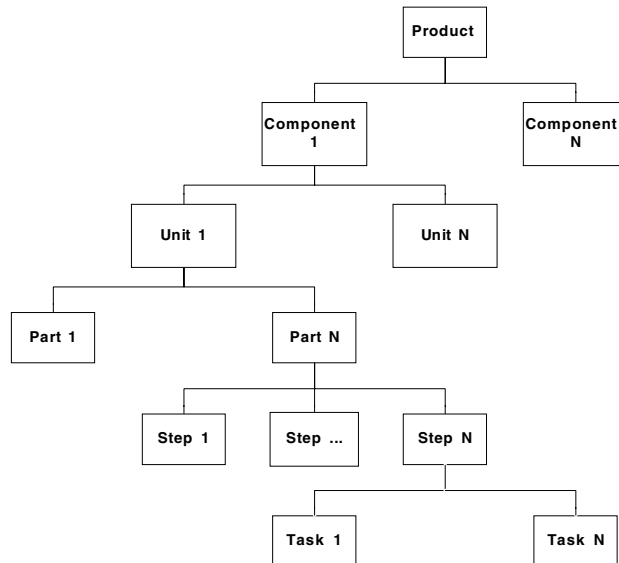 Product
Component
1
Component
N
Unit 1
Unit N
Part 1
Part N
Step 1
Step ...
Step N
Task 1
Task N